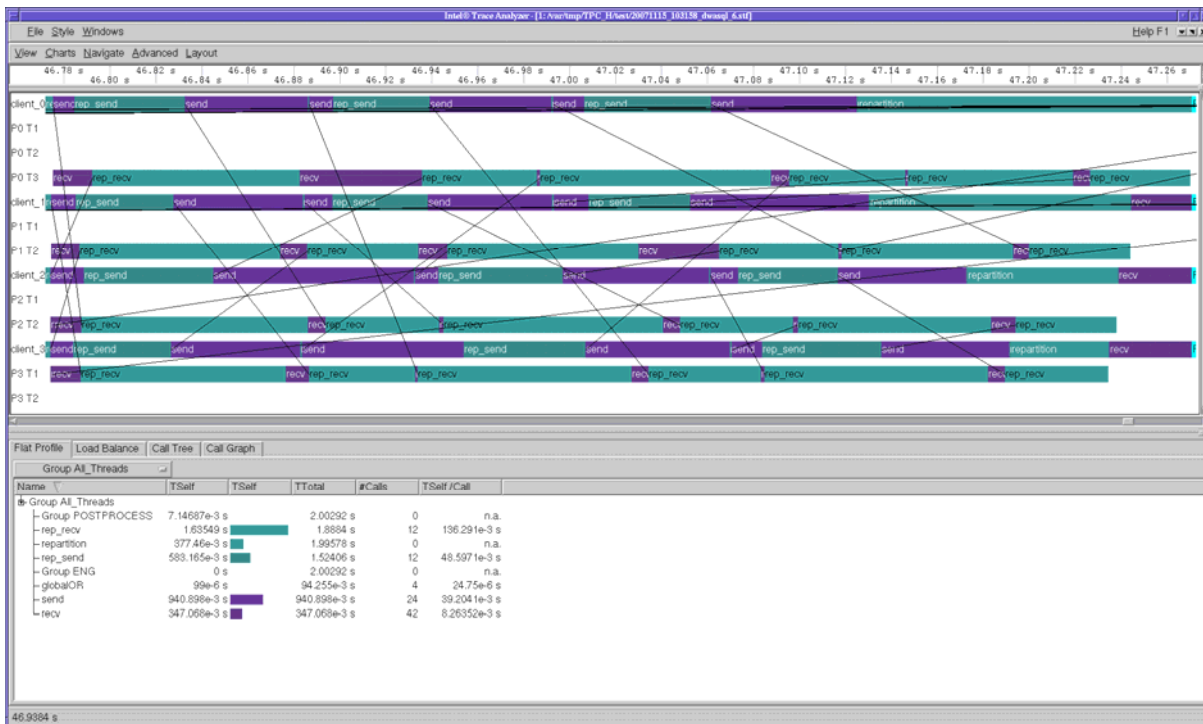 Intel® Trace Analyzer - [1: /var/tmp/TPC_H/test/20071115_103158_dwasql_6.stf]
File Style Windows Help F1
View Charts Navigate Advanced Layout
46.78 s 46.82 s 46.86 s 46.90 s 46.94 s 46.98 s 47.02 s 47.06 s 47.10 s 47.14 s 47.18 s 47.22 s 47.26 s
46.80 s 46.84 s 46.88 s 46.92 s 46.96 s 47.00 s 47.04 s 47.08 s 47.12 s 47.16 s 47.20 s 47.24 s
client_0 send rep_send send send rep_send send send rep_send send repartition
P0 T1
P0 T2
P0 T3 recv rep_recv recv rep_recv rep_recv recv rep_recv rep_recv recv rep_recv
client_1 send rep_send send send rep_send send send rep_send send repartition recv
P1 T1
P1 T2 recv rep_recv recv rep_recv recv rep_recv recv rep_recv rep_recv recv rep_recv
client_2 send rep_send send send rep_send send send rep_send send repartition recv
P2 T1
P2 T2 recv rep_recv recv rep_recv rep_recv recv rep_recv rep_recv recv rep_recv
client_3 send rep_send send send rep_send send send rep_send send repartition recv
P3 T1 recv rep_recv recv rep_recv rep_recv recv rep_recv rep_recv rec rep_recv
P3 T2
Flat Profile Load Balance Call Tree Call Graph
Group All_Threads
Name TSelf TSelf TTotal #Calls TSelf /Call
Group All_Threads
Group POSTPROCESS 7.14687e-3 s 2.00292 s 0 n.a.
rep_recv 1.63549 s 1.8884 s 12 136.291e-3 s
repartition 377.46e-3 s 1.99578 s 0 n.a.
rep_send 583.165e-3 s 1.52406 s 12 48.5971e-3 s
Group ENG 0 s 2.00292 s 0 n.a.
globalOR 99e-6 s 94.255e-3 s 4 24.75e-6 s
send 940.898e-3 s 940.898e-3 s 24 39.2041e-3 s
recv 347.068e-3 s 347.068e-3 s 42 8.26352e-3 s
46.9384 s